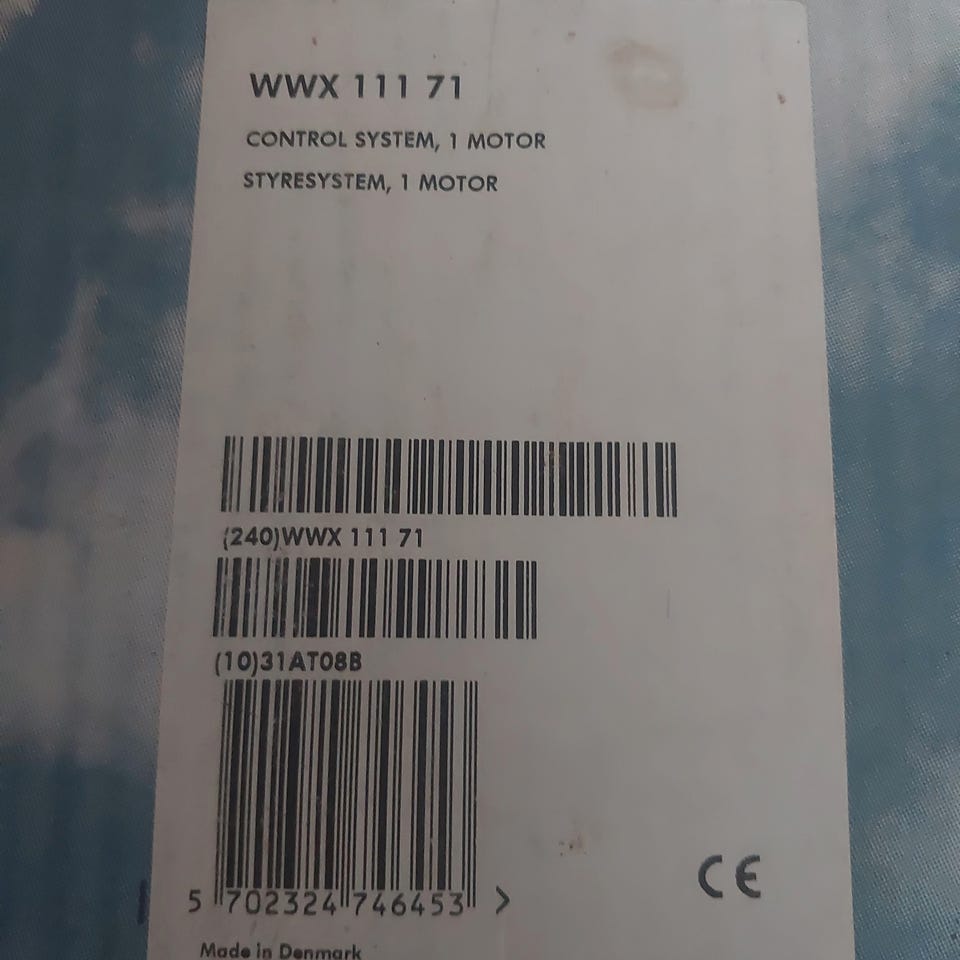 WWX 111 71
CONTROL SYSTEM, 1 MOTOR
STYRESYSTEM, 1 MOTOR
(240)WWX 111 71
(10)31AT08B
5 702324 746453 >
CE
Made in Denmark